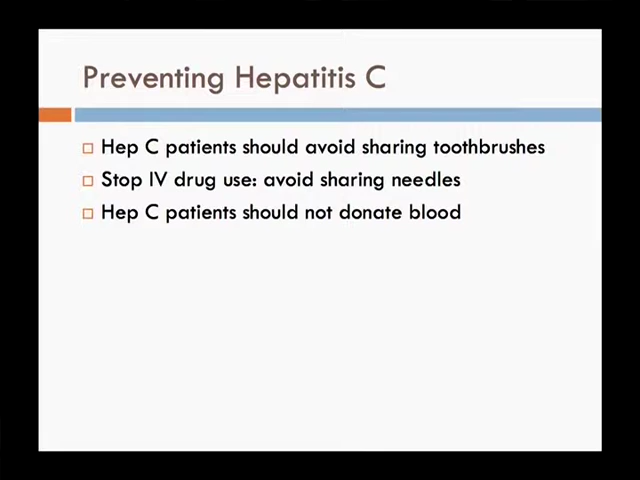 Preventing Hepatitis C
Hep C patients should avoid sharing toothbrushes
Stop IV drug use: avoid sharing needles
Hep C patients should not donate blood